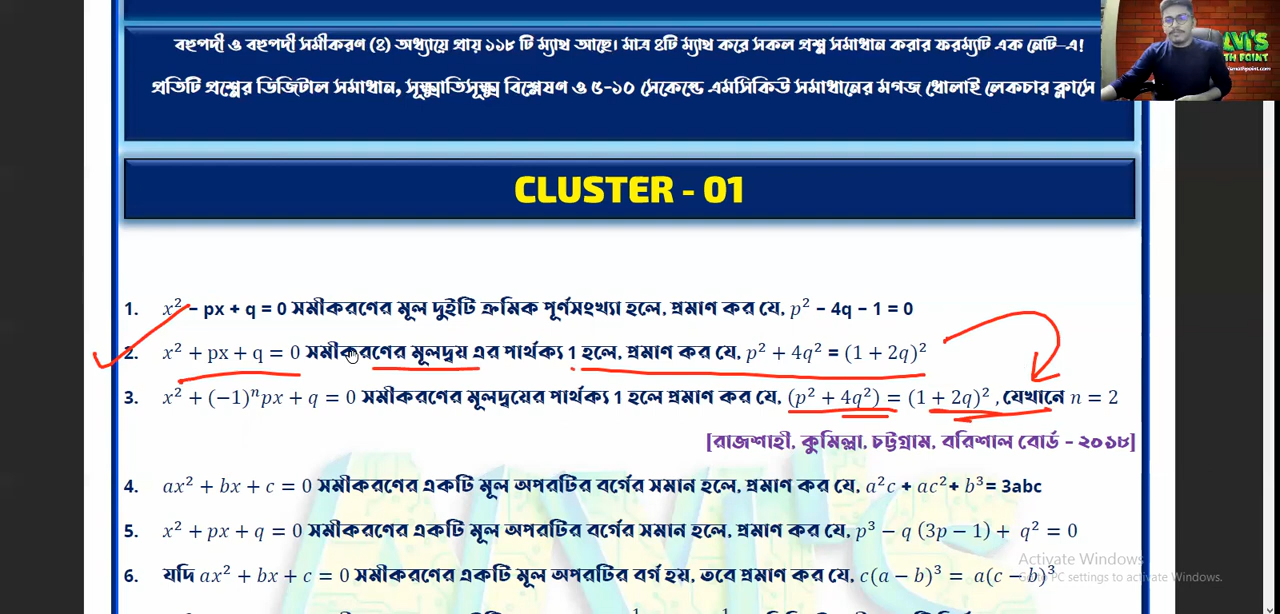 বহুপদী ও বহুপদী সমীকরণ (৪) অধ্যায়ে প্রায় ১১৮ টি ম্যাথ আছে। মাত্র ৪টি ম্যাথ করে সকল প্রশ্ন সমাধান করার ফরম্যাট এক নোট-এ!
প্রতিটি প্রশ্নের ডিজিটাল সমাধান, সূক্ষ্মাতিসূক্ষ্ম বিশ্লেষণ ও ৫-১০ সেকেন্ডে এমসিকিউ সমাধানের মগজ ধোলাই লেকচার ক্লাসে
CLUSTER - 01
1. x² – px + q = 0 সমীকরণের মূল দুইটি ক্রমিক পূর্ণসংখ্যা হলে, প্রমাণ কর যে, p² – 4q – 1 = 0
2. x² + px + q = 0 সমীকরণের মূলদ্বয় এর পার্থক্য 1 হলে, প্রমাণ কর যে, p² + 4q² = (1 + 2q)²
3. x² + (−1)ⁿpx + q = 0 সমীকরণের মূলদ্বয়ের পার্থক্য 1 হলে প্রমাণ কর যে, (p² + 4q²) = (1 + 2q)² , যেখানে n = 2
[রাজশাহী, কুমিল্লা, চট্টগ্রাম, বরিশাল বোর্ড - ২০১৮]
4. ax² + bx + c = 0 সমীকরণের একটি মূল অপরটির বর্গের সমান হলে, প্রমাণ কর যে, a²c + ac²+ b³= 3abc
5. x² + px + q = 0 সমীকরণের একটি মূল অপরটির বর্গের সমান হলে, প্রমাণ কর যে, p³ − q (3p − 1) + q² = 0
Activate Windows
6. যদি ax² + bx + c = 0 সমীকরণের একটি মূল অপরটির বর্গ হয়, তবে প্রমাণ কর যে, c(a − b)³ = a(c − b)³
Go to PC settings to activate Windows.